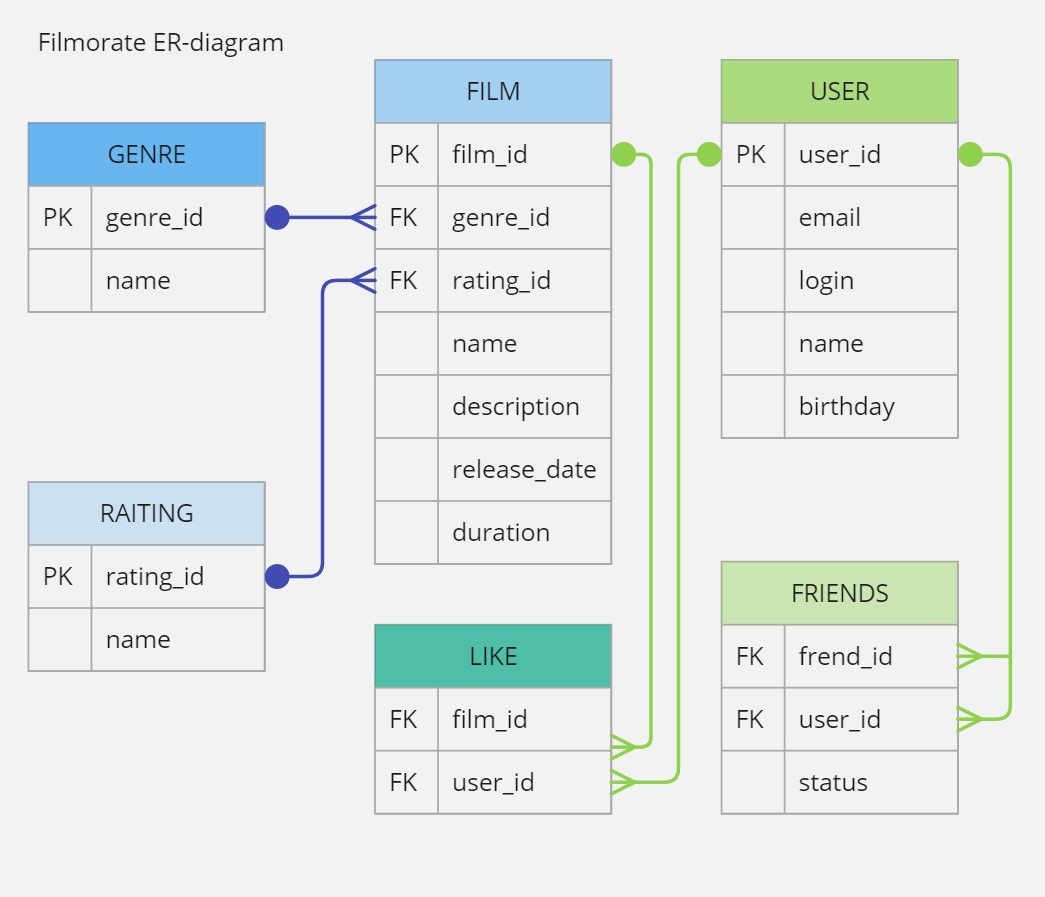 Filmorate ER-diagram
GENRE
PK genre_id
name
RAITING
PK rating_id
name
FILM
PK film_id
FK genre_id
FK rating_id
name
description
release_date
duration
LIKE
FK film_id
FK user_id
USER
PK user_id
email
login
name
birthday
FRIENDS
FK frend_id
FK user_id
status